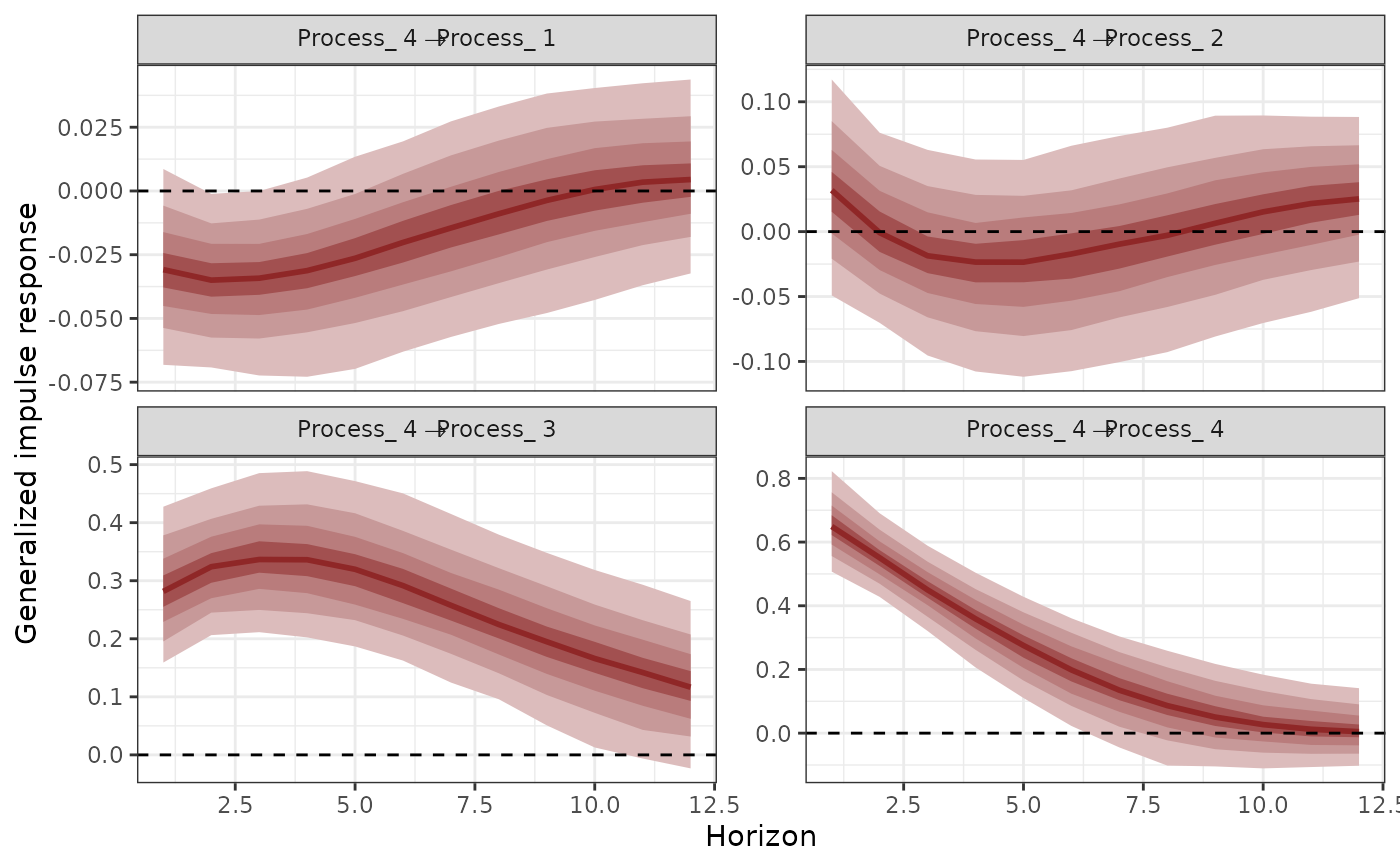 Process_ 4 →Process_ 1
Process_ 4 →Process_ 2
0.025
0.000
-0.025
-0.050
-0.075
0.10
0.05
0.00
-0.05
-0.10
Process_ 4 →Process_ 3
Process_ 4 →Process_ 4
0.5
0.4
0.3
0.2
0.1
0.0
0.8
0.6
0.4
0.2
0.0
2.5 5.0 7.5 10.0 12.5
2.5 5.0 7.5 10.0 12.5
Horizon
Generalized impulse response